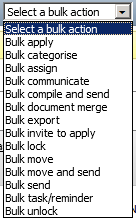 Select a bulk action
Select a bulk action
Bulk apply
Bulk categorise
Bulk assign
Bulk communicate
Bulk compile and send
Bulk document merge
Bulk export
Bulk invite to apply
Bulk lock
Bulk move
Bulk move and send
Bulk send
Bulk task/reminder
Bulk unlock